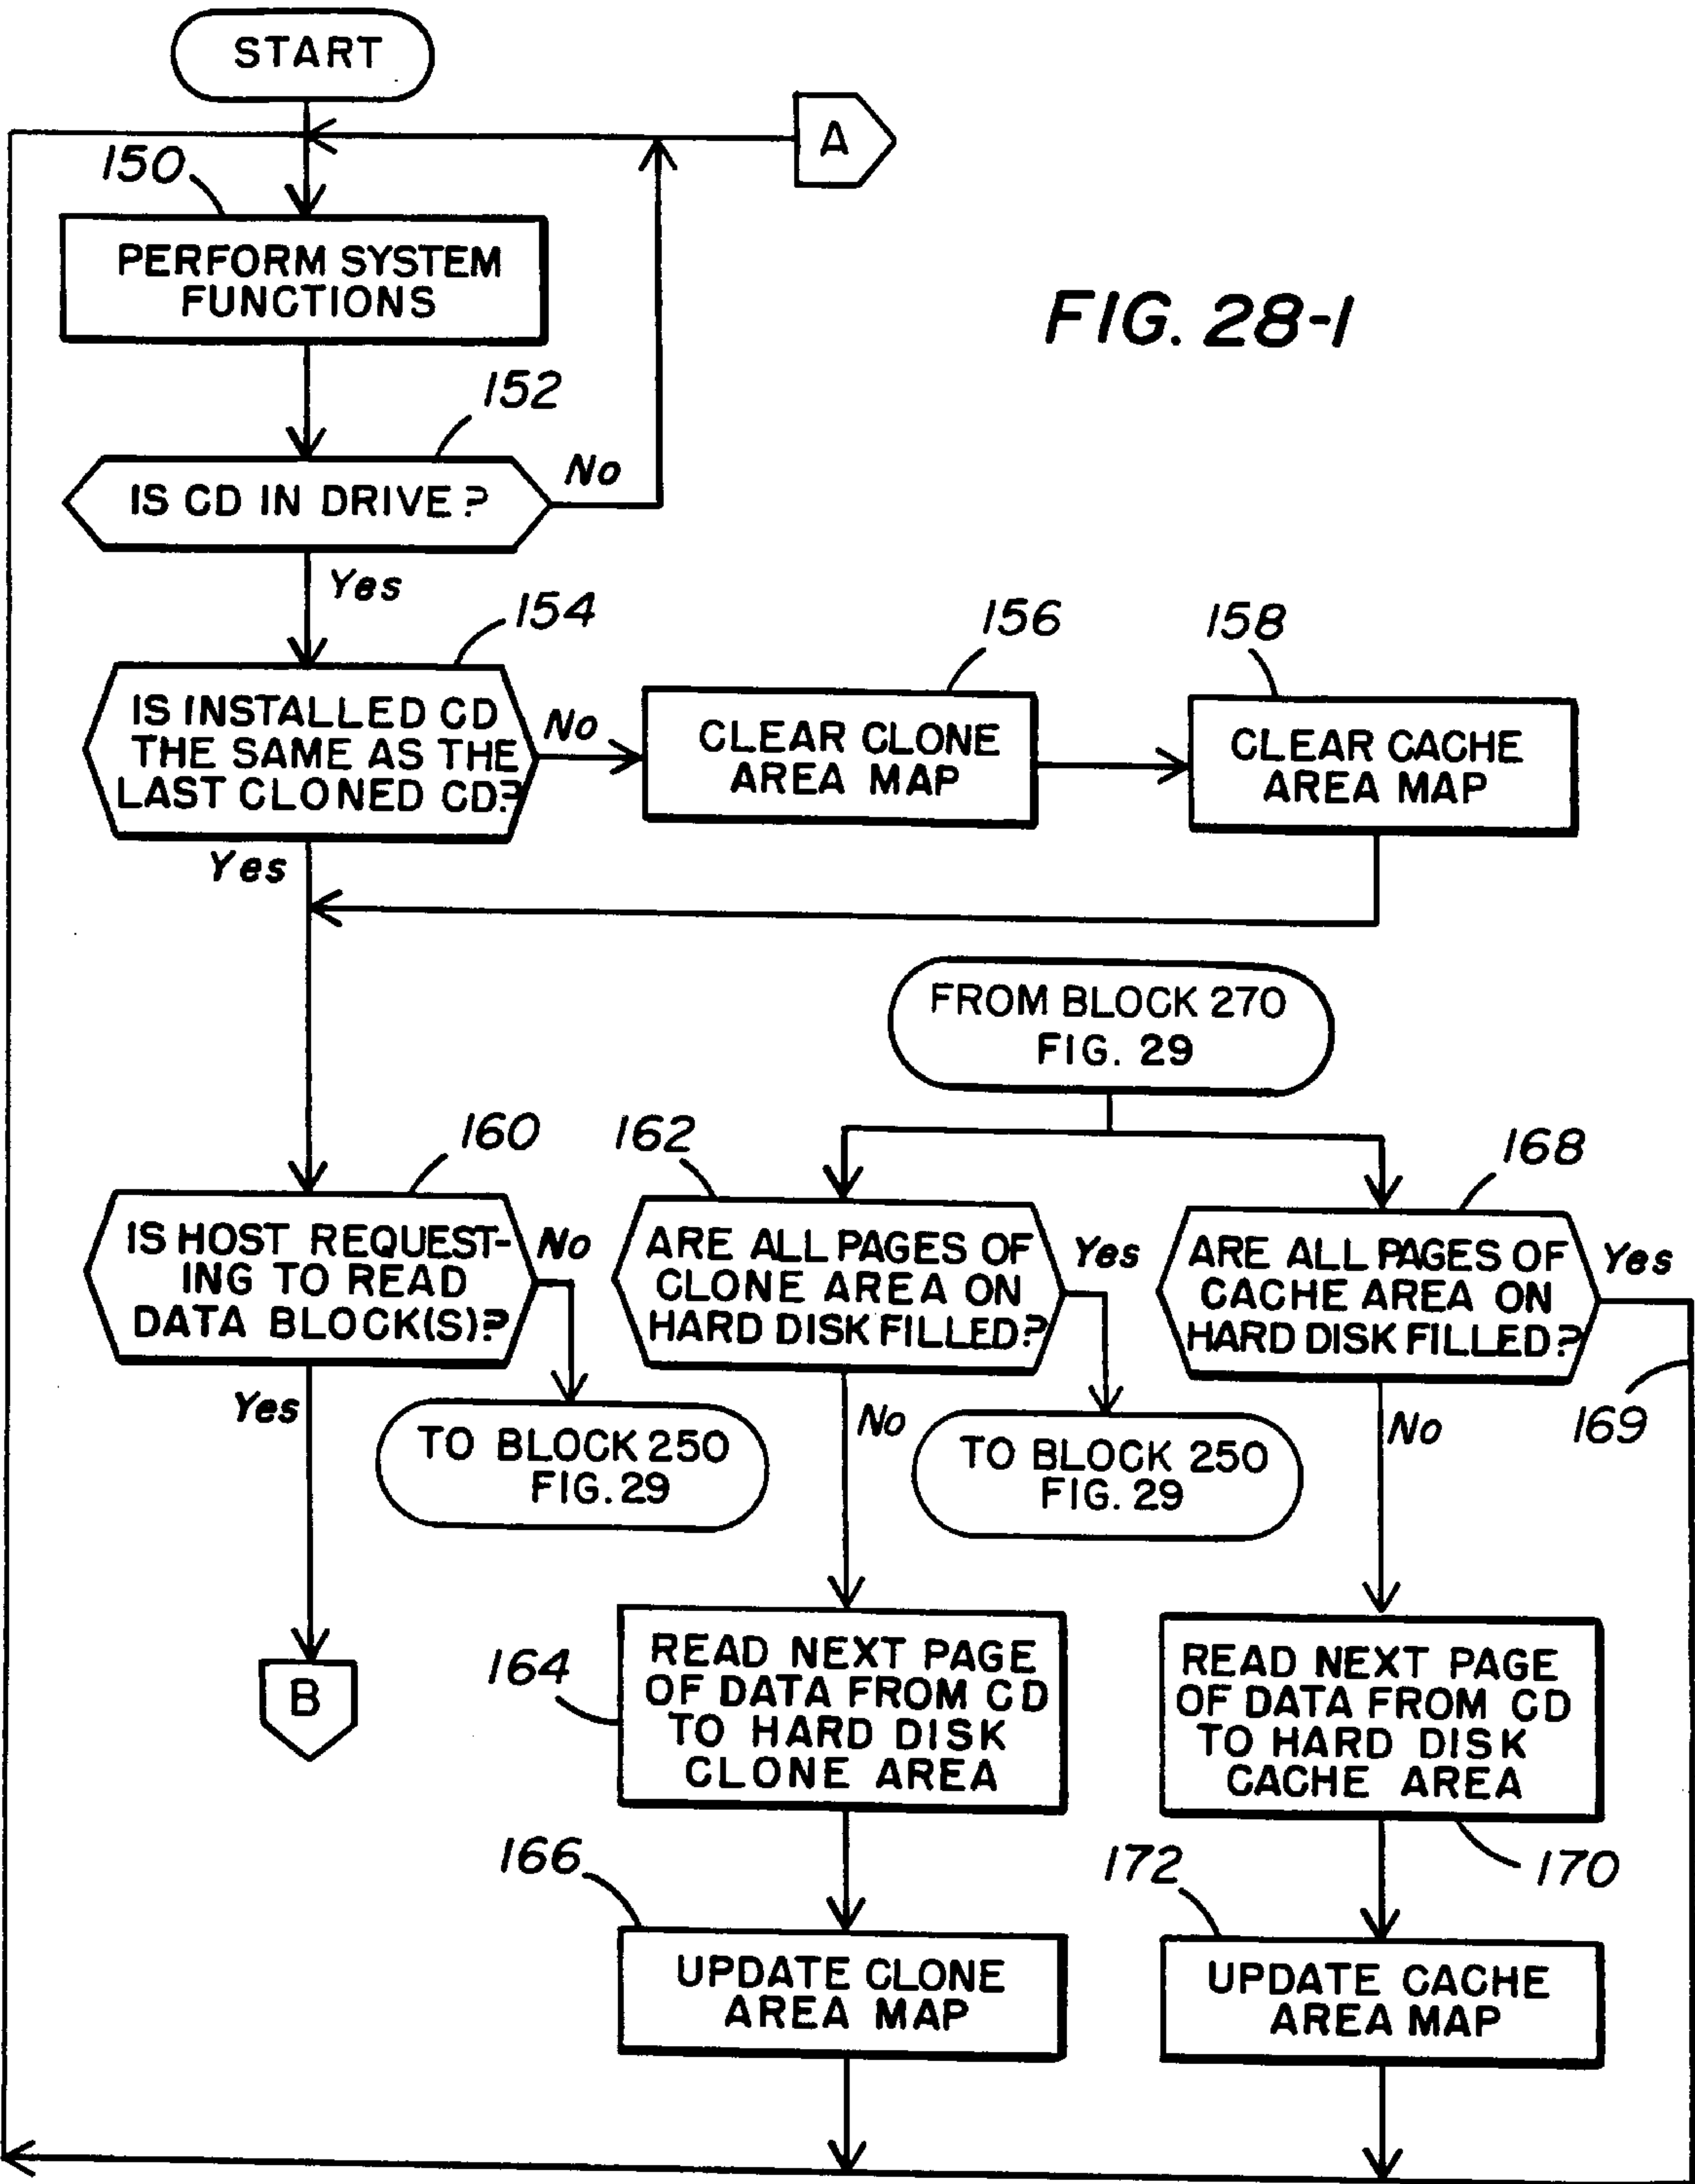 START
A
150
PERFORM SYSTEM
FUNCTIONS
FIG. 28-1
152
IS CD IN DRIVE?
No
Yes
154
156
158
IS INSTALLED CD
THE SAME AS THE
LAST CLONED CD?
No
CLEAR CLONE
AREA MAP
CLEAR CACHE
AREA MAP
Yes
FROM BLOCK 270
FIG. 29
160
162
168
IS HOST REQUEST-
ING TO READ
DATA BLOCK(S)?
No
ARE ALL PAGES OF
CLONE AREA ON
HARD DISK FILLED?
Yes
ARE ALL PAGES OF
CACHE AREA ON
HARD DISK FILLED?
Yes
169
Yes
TO BLOCK 250
FIG. 29
No
TO BLOCK 250
FIG. 29
No
B
164
READ NEXT PAGE
OF DATA FROM CD
TO HARD DISK
CLONE AREA
READ NEXT PAGE
OF DATA FROM CD
TO HARD DISK
CACHE AREA
170
166
172
UPDATE CLONE
AREA MAP
UPDATE CACHE
AREA MAP